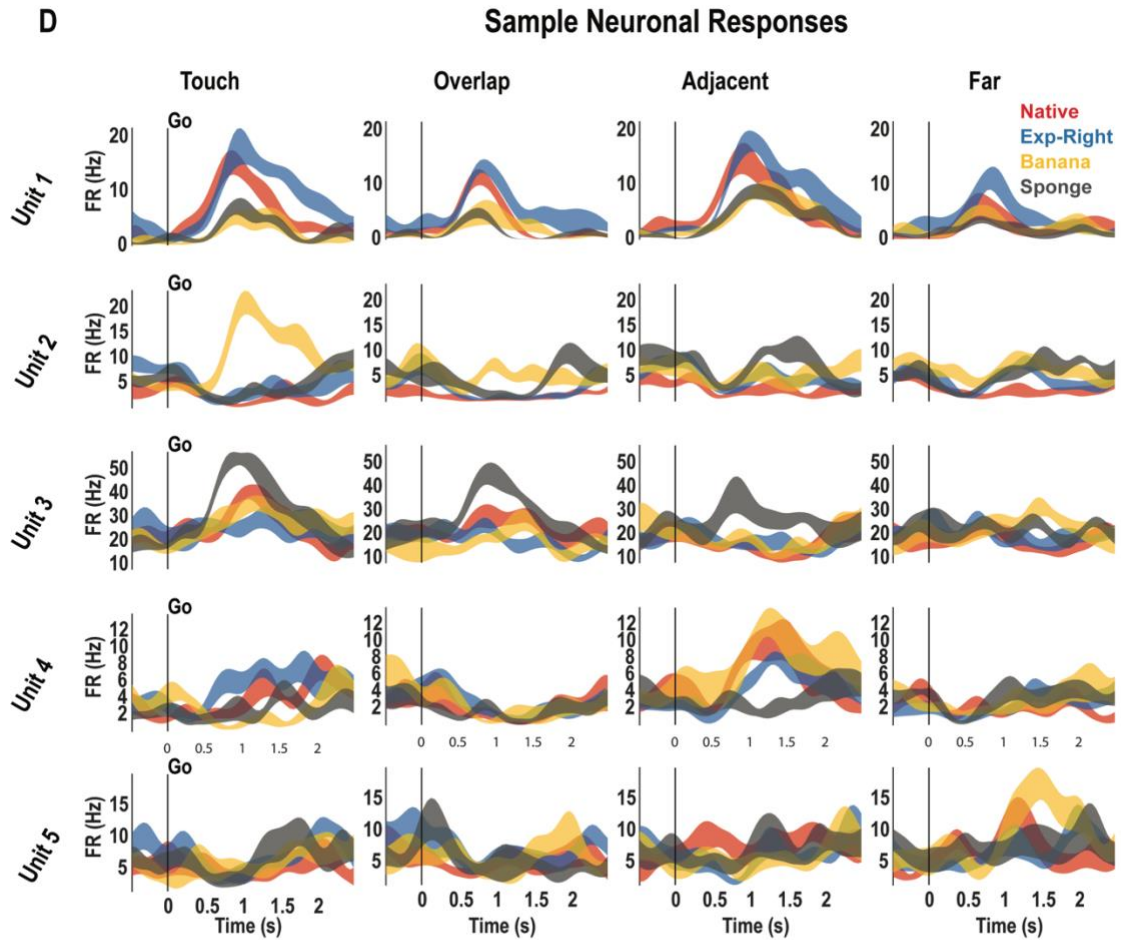 D
Sample Neuronal Responses
Touch Overlap Adjacent Far
Native
Exp-Right
Banana
Sponge
Unit 1
FR (Hz)
Go
20 20 20 20
10 10 10 10
0 0 0 0
Unit 2
FR (Hz)
Go
20 20 20 20
15 15 15 15
10 10 10 10
5 5 5 5
Unit 3
FR (Hz)
Go
50 50 50 50
40 40 40 40
30 30 30 30
20 20 20 20
10 10 10 10
Unit 4
FR (Hz)
Go
12 12 12 12
10 10 10 10
8 8 8 8
6 6 6 6
4 4 4 4
2 2 2 2
0 0.5 1 1.5 2 0 0.5 1 1.5 2 0 0.5 1 1.5 2 0 0.5 1 1.5 2
Unit 5
FR (Hz)
Go
15 15 15 15
10 10 10 10
5 5 5 5
0 0.5 1 1.5 2 0 0.5 1 1.5 2 0 0.5 1 1.5 2 0 0.5 1 1.5 2
Time (s) Time (s) Time (s) Time (s)